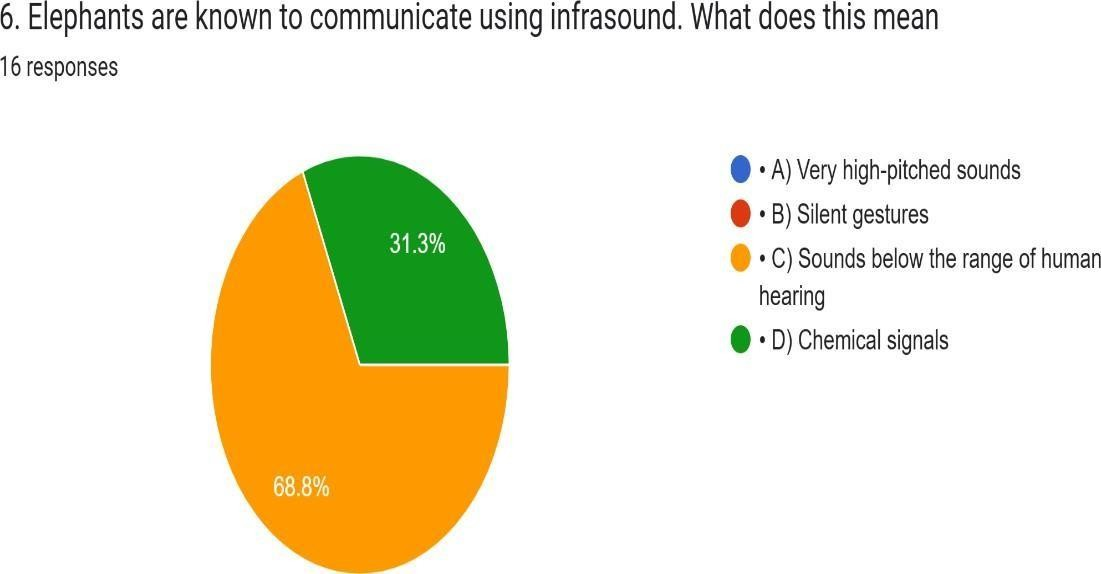 6. Elephants are known to communicate using infrasound. What does this mean
16 responses
31.3%
68.8%
• A) Very high-pitched sounds
• B) Silent gestures
• C) Sounds below the range of human
hearing
• D) Chemical signals